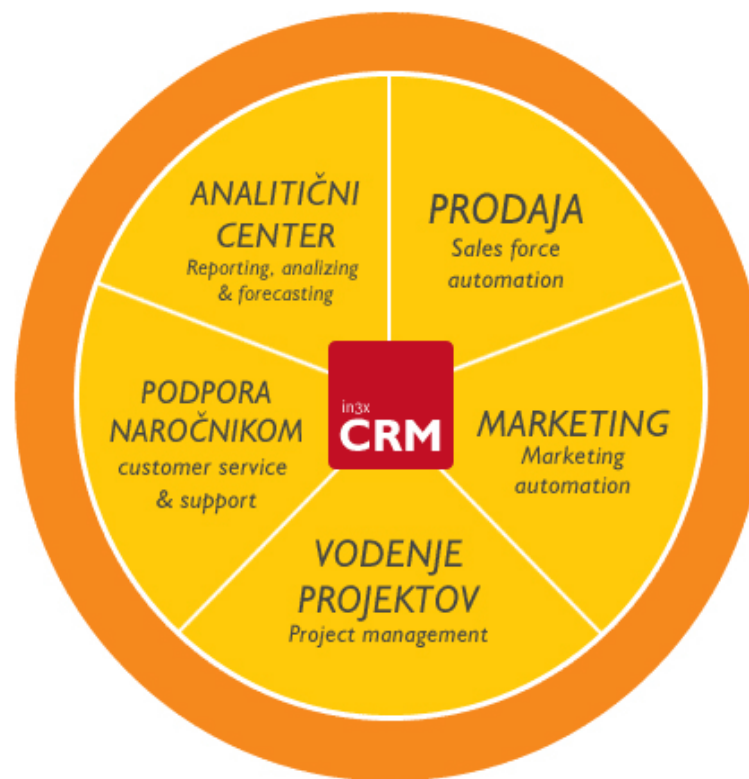 ANALITIČNI
CENTER
Reporting, analizing
& forecasting
PRODAJA
Sales force
automation
PODPORA
NAROČNIKOM
customer service
& support
in3x
CRM
MARKETING
Marketing
automation
VODENJE
PROJEKTOV
Project management